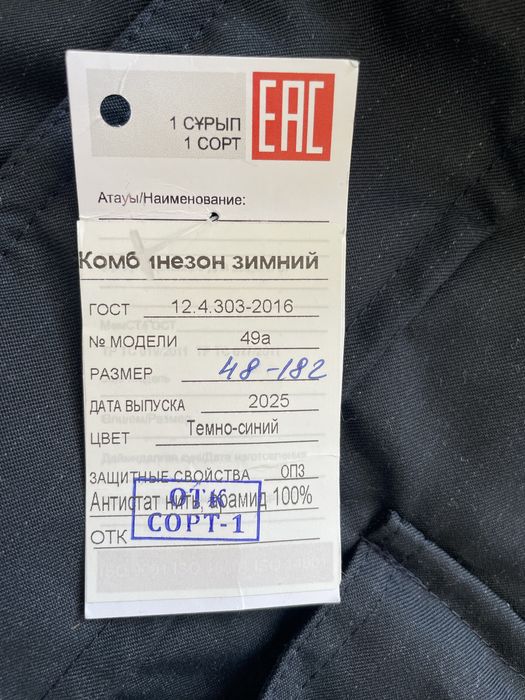 1 СҰРЫП
1 СОРТ
EAC
Атауы/Наименование:
Комбинезон зимний
ГОСТ 12.4.303-2016
№ МОДЕЛИ 49а
РАЗМЕР 48-182
ДАТА ВЫПУСКА 2025
ЦВЕТ Темно-синий
ЗАЩИТНЫЕ СВОЙСТВА ОПЗ
Антистат нить, абамид 100%
ОТК
ОТК
СОРТ-1